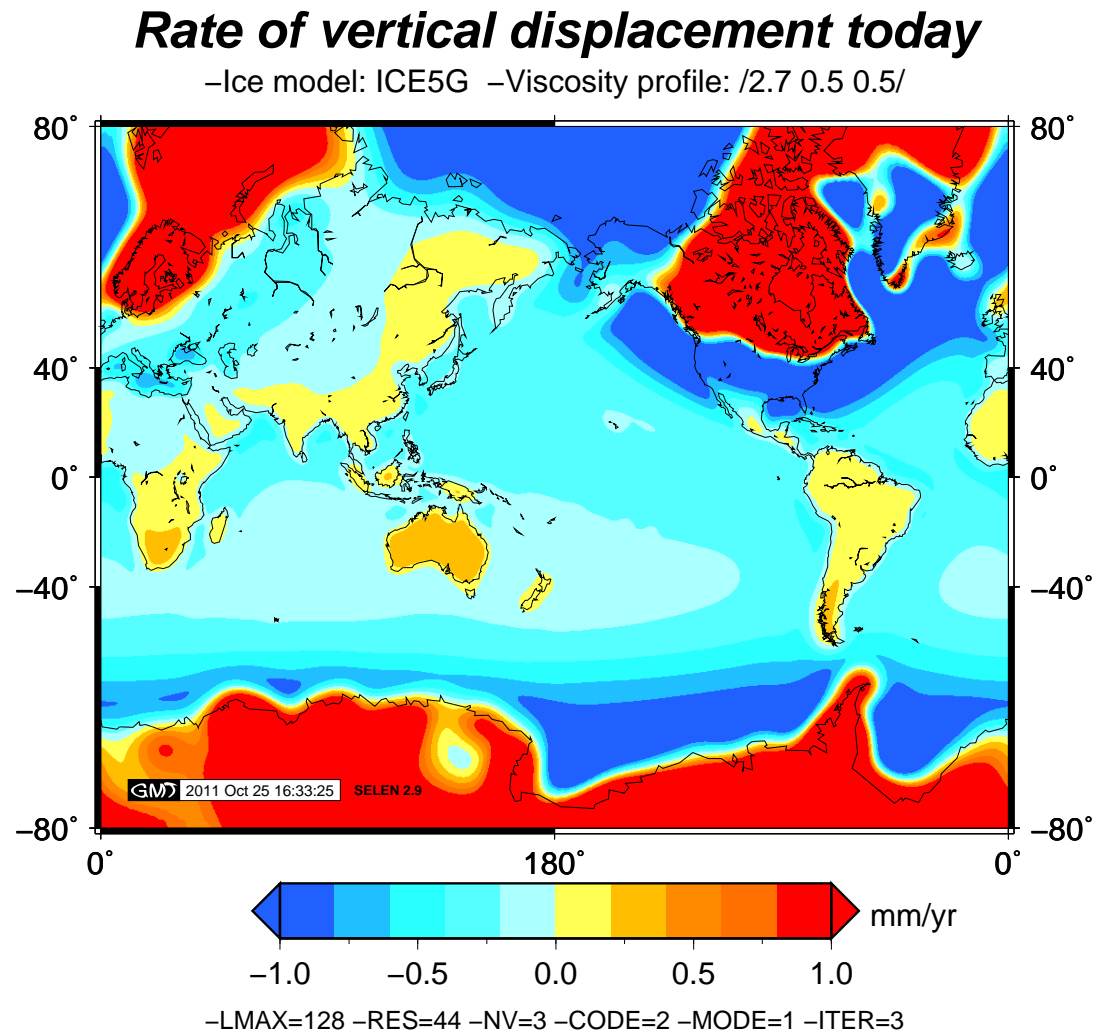 Rate of vertical displacement today
−Ice model: ICE5G −Viscosity profile: /2.7 0.5 0.5/
80˚ 80˚
40˚ 40˚
0˚ 0˚
−40˚ −40˚
GMT 2011 Oct 25 16:33:25 SELEN 2.9
−80˚ −80˚
0˚ 180˚ 0˚
mm/yr
−1.0 −0.5 0.0 0.5 1.0
−LMAX=128 −RES=44 −NV=3 −CODE=2 −MODE=1 −ITER=3